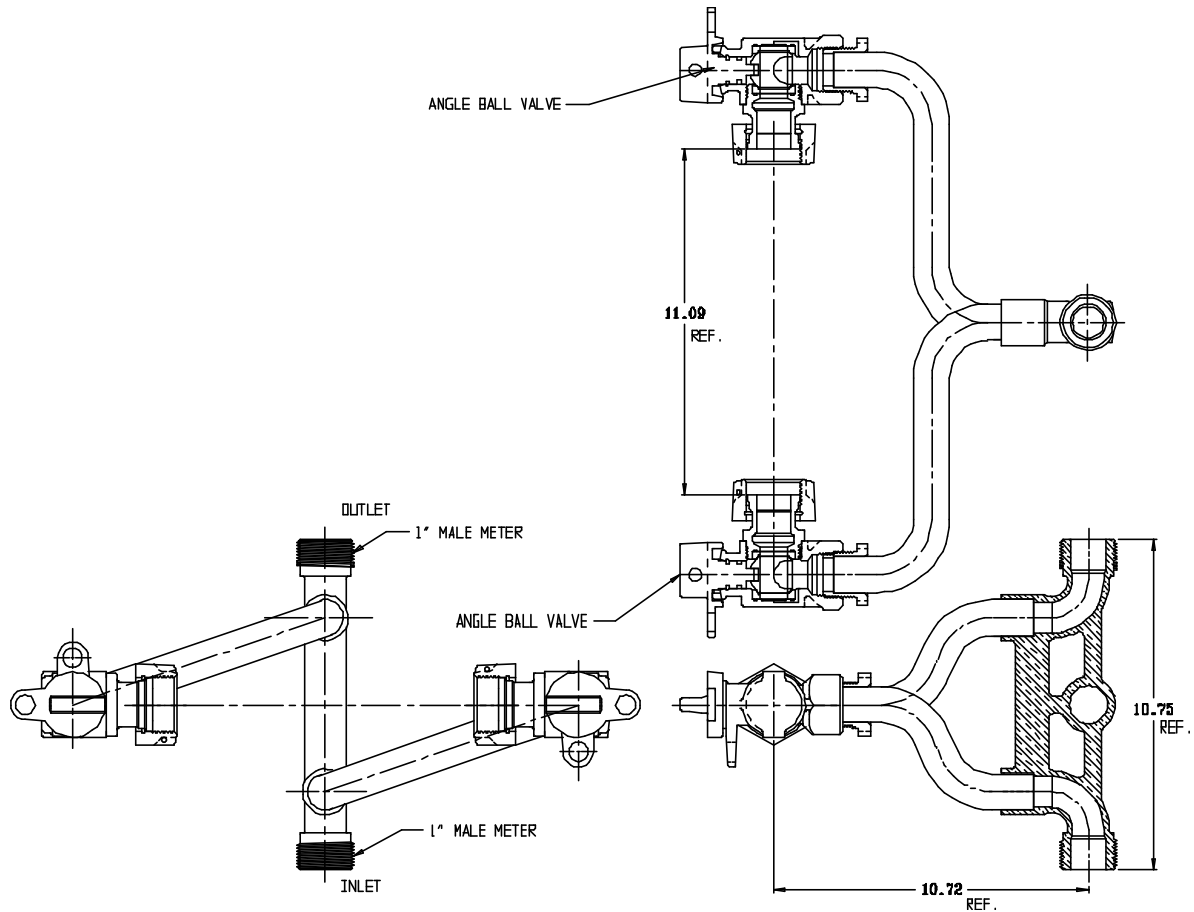 ANGLE BALL VALVE
11.09
REF.
OUTLET
1" MALE METER
ANGLE BALL VALVE
10.75
REF.
1" MALE METER
INLET
10.72
REF.